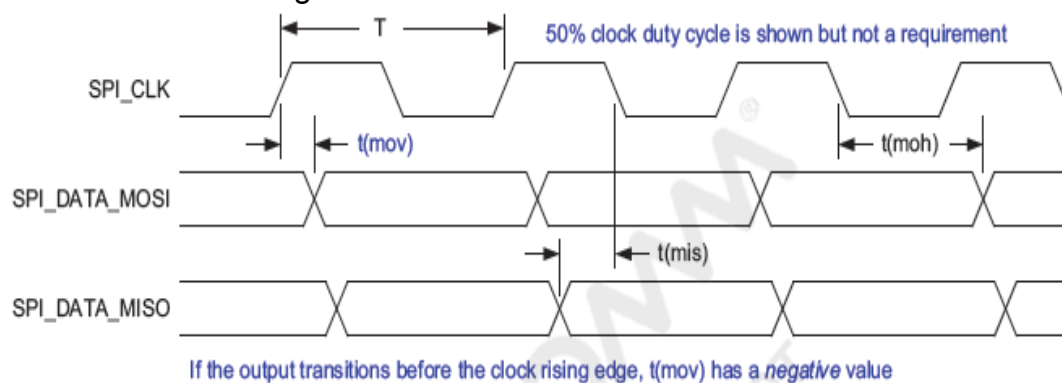 T
50% clock duty cycle is shown but not a requirement
SPI_CLK
t(mov)
t(moh)
SPI_DATA_MOSI
t(mis)
SPI_DATA_MISO
If the output transitions before the clock rising edge, t(mov) has a negative value